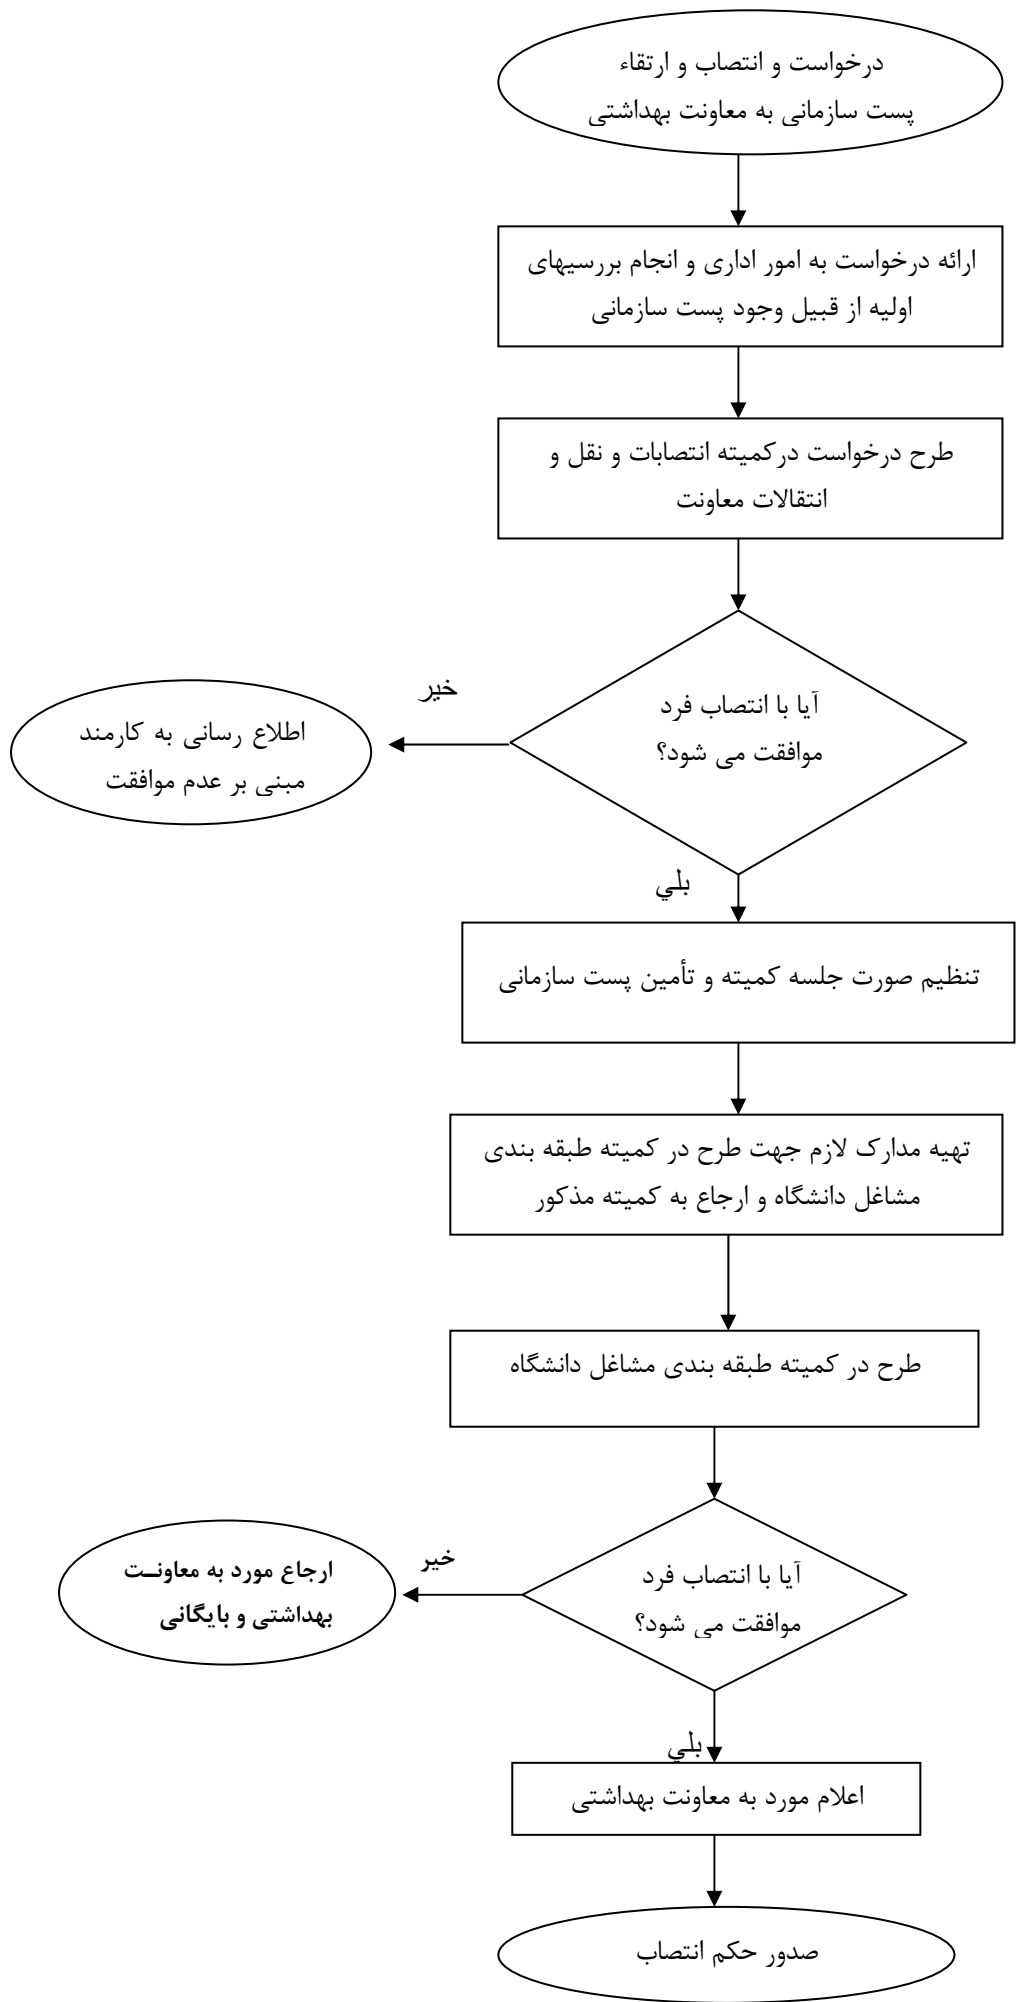 درخواست و انتصاب و ارتقاء
پست سازمانی به معاونت بهداشتی
ارائه درخواست به امور اداری و انجام بررسیهای
اولیه از قبیل وجود پست سازمانی
طرح درخواست درکمیته انتصابات و نقل و
انتقالات معاونت
آیا با انتصاب فرد
موافقت می شود؟
خیر
اطلاع رسانی به کارمند
مبنی بر عدم موافقت
بلي
تنظیم صورت جلسه کمیته و تأمین پست سازمانی
تهیه مدارک لازم جهت طرح در کمیته طبقه بندی
مشاغل دانشگاه و ارجاع به کمیته مذکور
طرح در کمیته طبقه بندی مشاغل دانشگاه
آیا با انتصاب فرد
موافقت می شود؟
خیر
ارجاع مورد به معاونـت
بهداشتی و بایگانی
بلي
اعلام مورد به معاونت بهداشتی
صدور حکم انتصاب